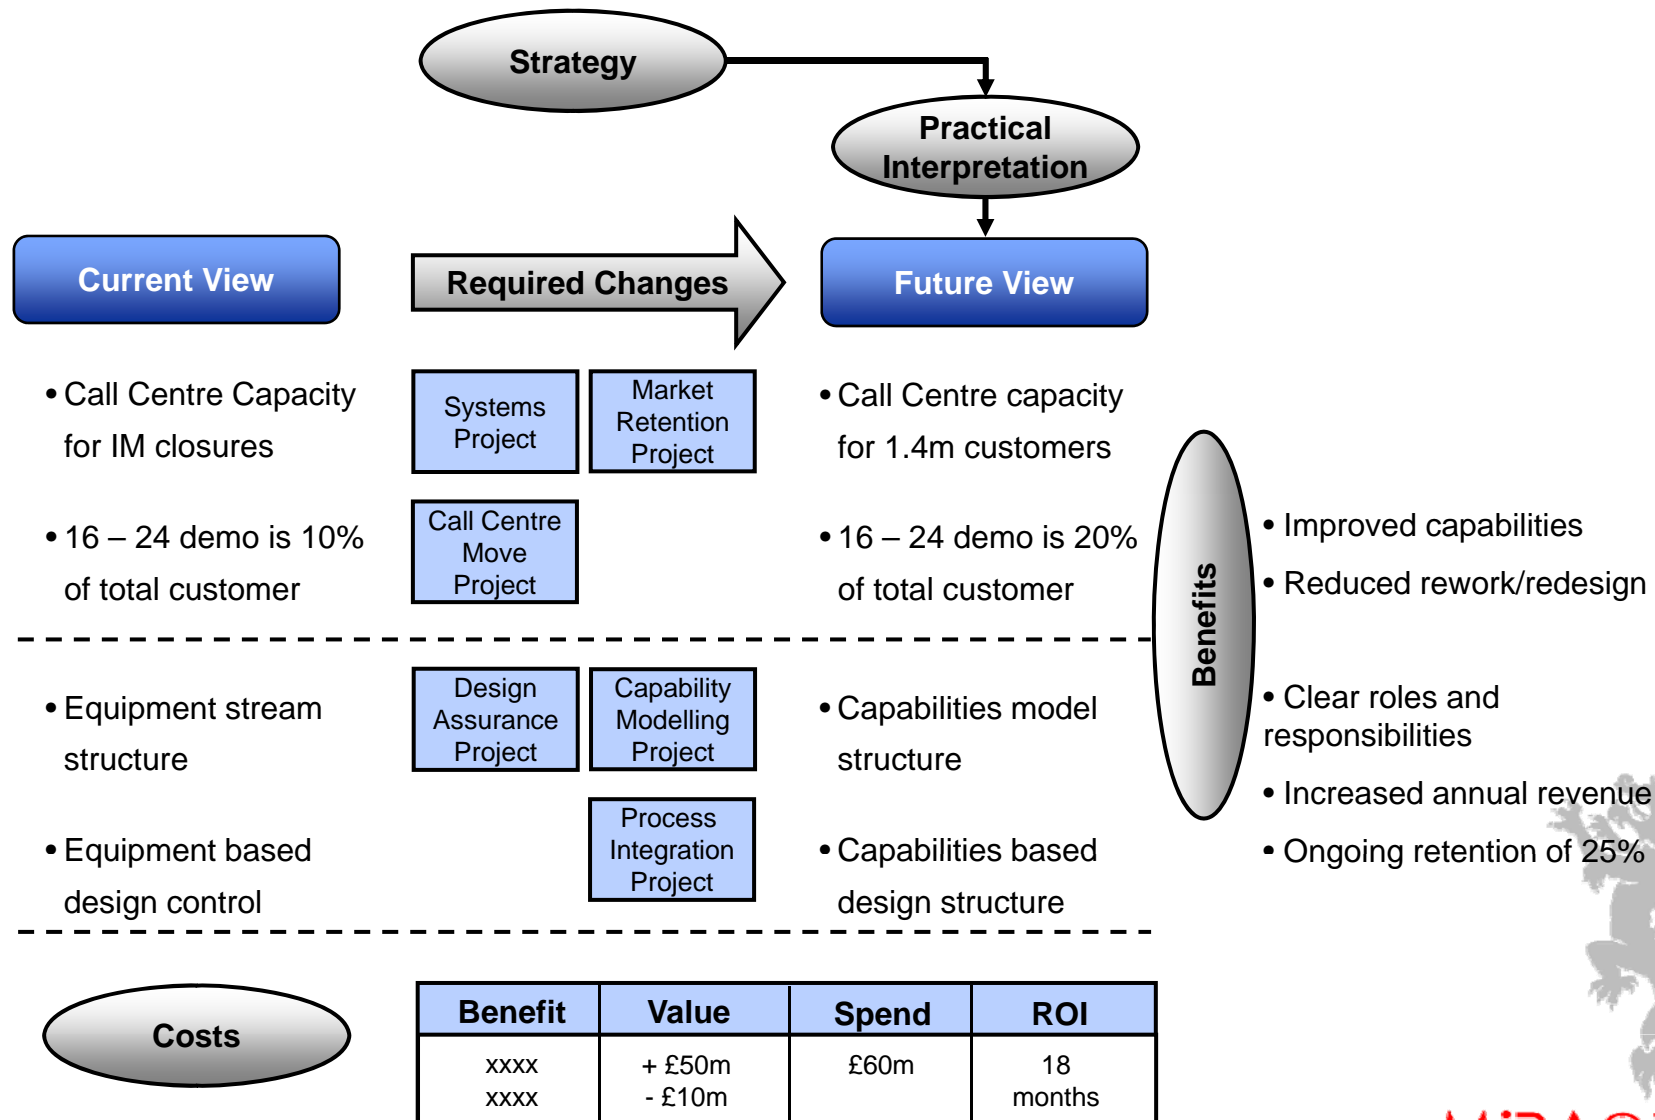 Strategy
Practical
Interpretation
Current View
Required Changes
Future View
• Call Centre Capacity
for IM closures
Systems
Project
Market
Retention
Project
• Call Centre capacity
for 1.4m customers
• 16 – 24 demo is 10%
of total customer
Call Centre
Move
Project
• 16 – 24 demo is 20%
of total customer
Benefits
• Improved capabilities
• Reduced rework/redesign
• Equipment stream
structure
Design
Assurance
Project
Capability
Modelling
Project
• Capabilities model
structure
• Clear roles and
responsibilities
• Increased annual revenue
• Ongoing retention of 25%
• Equipment based
design control
Process
Integration
Project
• Capabilities based
design structure
Costs
Benefit Value Spend ROI
xxxx + £50m £60m 18
xxxx - £10m months